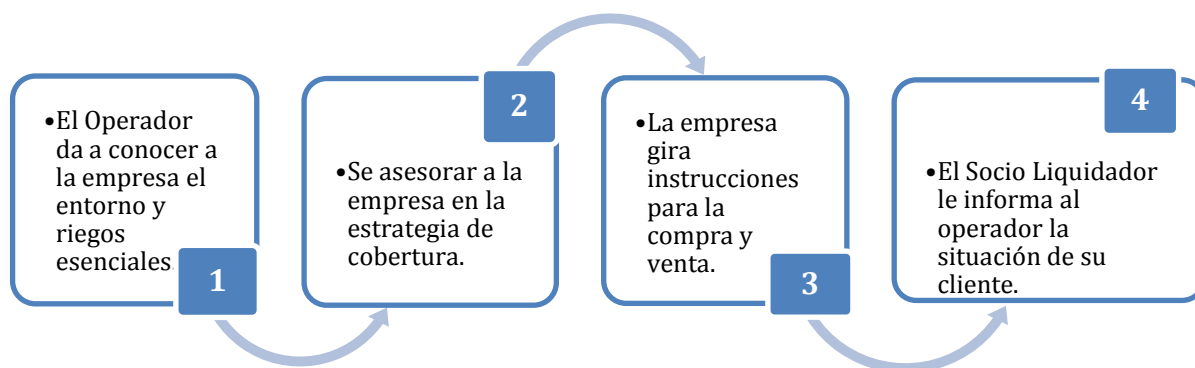 •El Operador
da a conocer a
la empresa el
entorno y
riegos
esenciales.
1
2
•Se asesorar a la
empresa en la
estrategia de
cobertura.
•La empresa
gira
instrucciones
para la
compra y
venta.
3
4
•El Socio Liquidador
le informa al
operador la
situación de su
cliente.